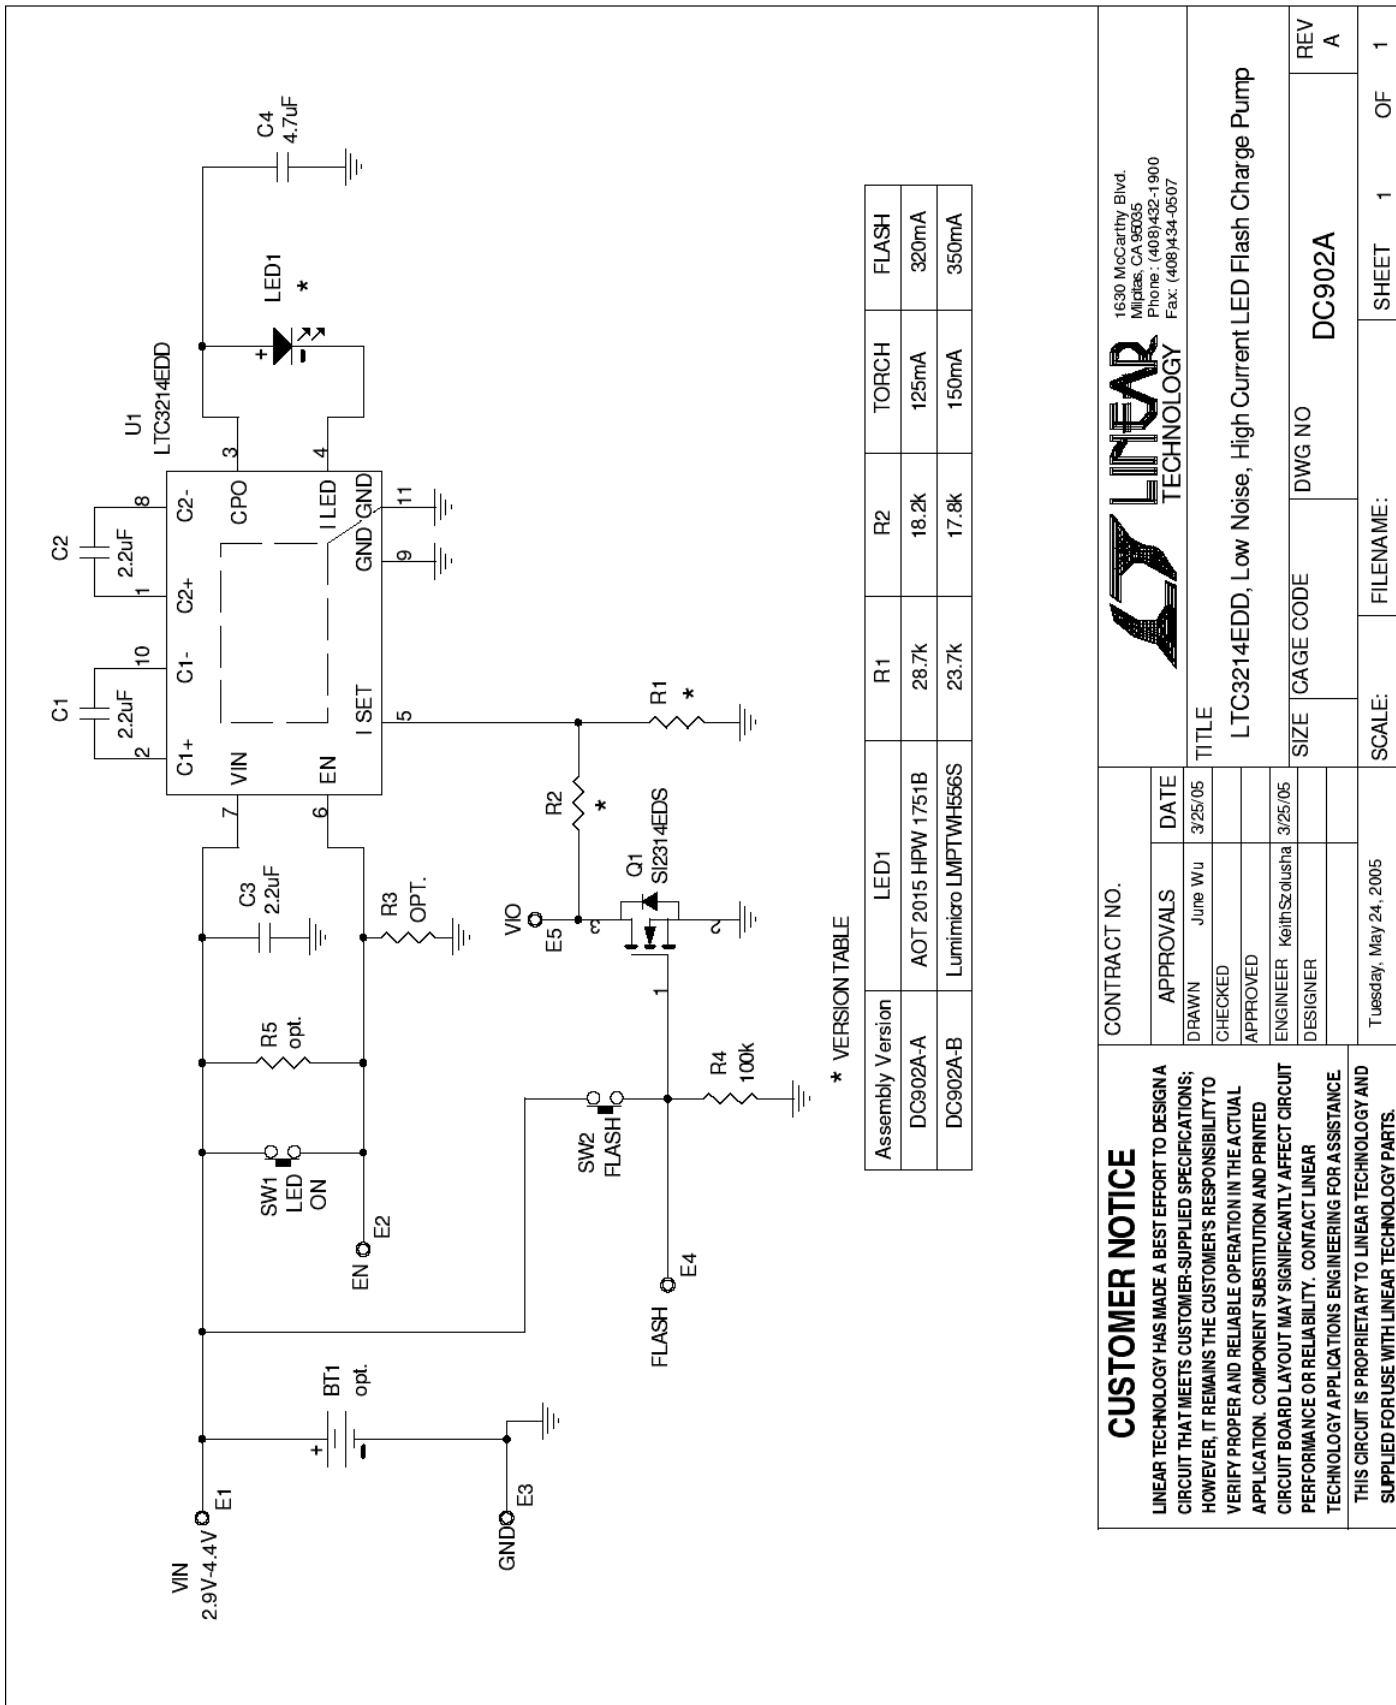 VIN
2.9V-4.4V
E1
GND
E3
BT1
opt.
+
-
SW1
LED
ON
EN
E2
R5
opt.
C3
2.2uF
R3
OPT.
FLASH
E4
SW2
FLASH
R4
100k
VIO
E5
Q1
SI2314EDS
1
3
2
R2
*
R1
*
C1
2.2uF
C2
2.2uF
U1
LTC3214EDD
2
10
1
8
C1+
C1-
C2+
C2-
7
VIN
CPO
3
6
EN
I LED
4
I SET
GND
GND
5
9
11
LED1
*
+
-
C4
4.7uF
* VERSION TABLE
Assembly Version LED1 R1 R2 TORCH FLASH
DC902A-A AOT 2015 HPW 1751B 28.7k 18.2k 125mA 320mA
DC902A-B Lumimicro LMPTWH556S 23.7k 17.8k 150mA 350mA
CUSTOMER NOTICE
LINEAR TECHNOLOGY HAS MADE A BEST EFFORT TO DESIGN A
CIRCUIT THAT MEETS CUSTOMER-SUPPLIED SPECIFICATIONS;
HOWEVER, IT REMAINS THE CUSTOMER'S RESPONSIBILITY TO
VERIFY PROPER AND RELIABLE OPERATION IN THE ACTUAL
APPLICATION. COMPONENT SUBSTITUTION AND PRINTED
CIRCUIT BOARD LAYOUT MAY SIGNIFICANTLY AFFECT CIRCUIT
PERFORMANCE OR RELIABILITY. CONTACT LINEAR
TECHNOLOGY APPLICATIONS ENGINEERING FOR ASSISTANCE.
THIS CIRCUIT IS PROPRIETARY TO LINEAR TECHNOLOGY AND
SUPPLIED FOR USE WITH LINEAR TECHNOLOGY PARTS.
CONTRACT NO.
APPROVALS DATE
DRAWN June Wu 3/25/05
CHECKED
APPROVED
ENGINEER Keith Szolusha 3/25/05
DESIGNER
Tuesday, May 24, 2005
LINEAR
TECHNOLOGY
1630 McCarthy Blvd.
Milpitas, CA 95035
Phone: (408)432-1900
Fax: (408)434-0507
TITLE
LTC3214EDD, Low Noise, High Current LED Flash Charge Pump
SIZE
CAGE CODE
DWG NO
DC902A
REV
A
SCALE:
FILENAME:
SHEET 1 OF 1